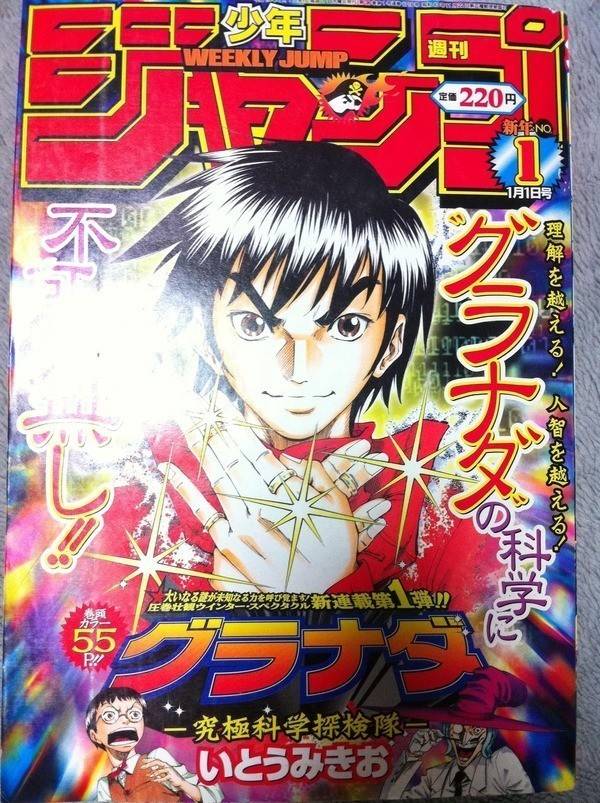 少年
週刊
WEEKLY JUMP
ジャンプ
定価220円
新年NO.
1
1月1日号
理解を越える!人智を越える!
グラナダの科学に
不可能無し!!
大いなる謎が未知なる力を呼び覚ます!
圧巻壮観ウインター・スペクタクル 新連載第1弾!!
巻頭
カラー
55
P!!
グラナダ
―究極科学探検隊―
いとうみきお